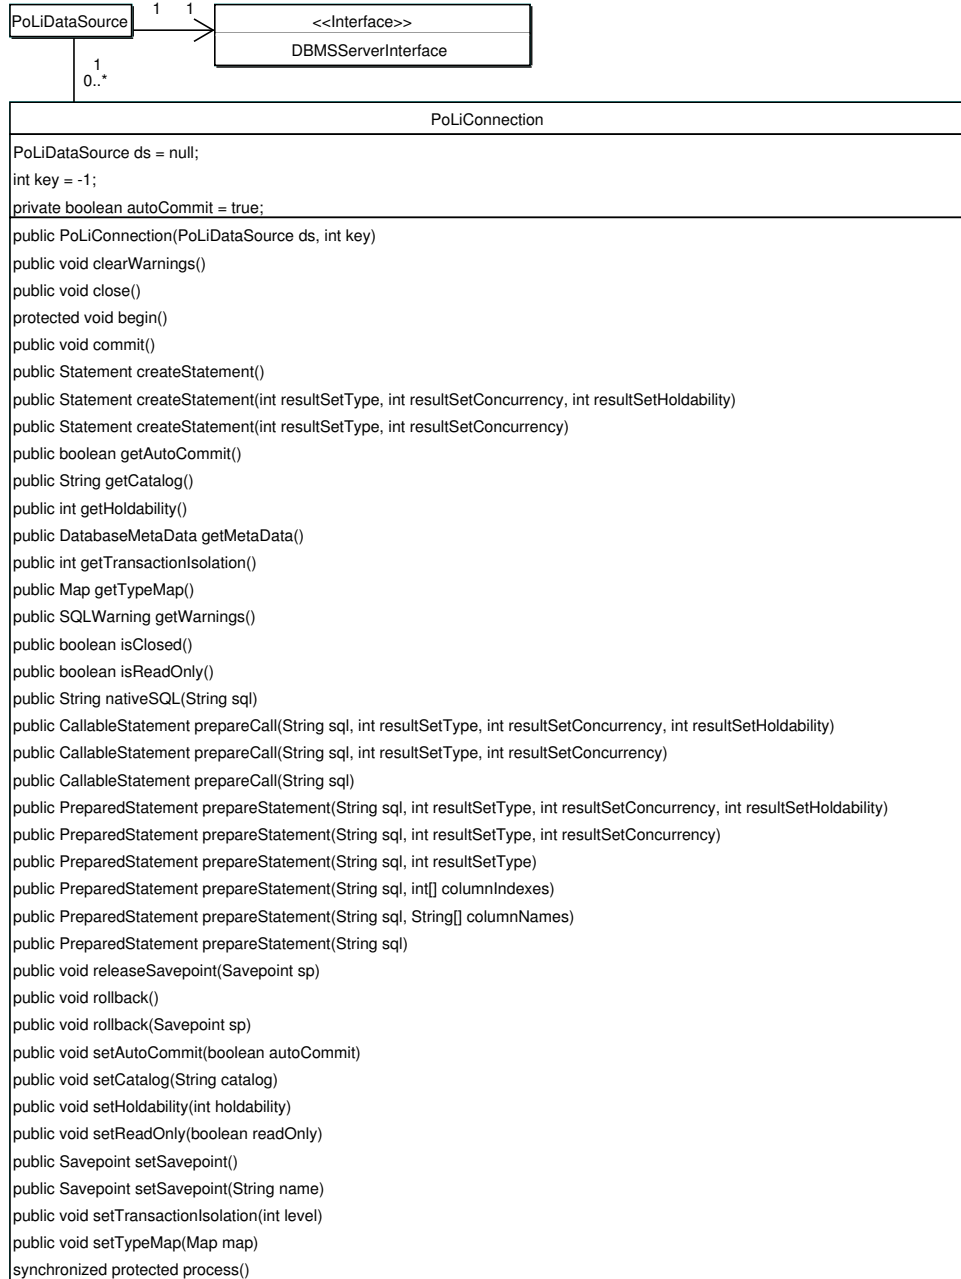 PoLiDataSource
1 1
<<Interface>>
DBMSServerInterface
1
0..*
PoLiConnection
PoLiDataSource ds = null;
int key = -1;
private boolean autoCommit = true;
public PoLiConnection(PoLiDataSource ds, int key)
public void clearWarnings()
public void close()
protected void begin()
public void commit()
public Statement createStatement()
public Statement createStatement(int resultSetType, int resultSetConcurrency, int resultSetHoldability)
public Statement createStatement(int resultSetType, int resultSetConcurrency)
public boolean getAutoCommit()
public String getCatalog()
public int getHoldability()
public DatabaseMetaData getMetaData()
public int getTransactionIsolation()
public Map getTypeMap()
public SQLWarning getWarnings()
public boolean isClosed()
public boolean isReadOnly()
public String nativeSQL(String sql)
public CallableStatement prepareCall(String sql, int resultSetType, int resultSetConcurrency, int resultSetHoldability)
public CallableStatement prepareCall(String sql, int resultSetType, int resultSetConcurrency)
public CallableStatement prepareCall(String sql)
public PreparedStatement prepareStatement(String sql, int resultSetType, int resultSetConcurrency, int resultSetHoldability)
public PreparedStatement prepareStatement(String sql, int resultSetType, int resultSetConcurrency)
public PreparedStatement prepareStatement(String sql, int resultSetType)
public PreparedStatement prepareStatement(String sql, int[] columnIndexes)
public PreparedStatement prepareStatement(String sql, String[] columnNames)
public PreparedStatement prepareStatement(String sql)
public void releaseSavepoint(Savepoint sp)
public void rollback()
public void rollback(Savepoint sp)
public void setAutoCommit(boolean autoCommit)
public void setCatalog(String catalog)
public void setHoldability(int holdability)
public void setReadOnly(boolean readOnly)
public Savepoint setSavepoint()
public Savepoint setSavepoint(String name)
public void setTransactionIsolation(int level)
public void setTypeMap(Map map)
synchronized protected process()